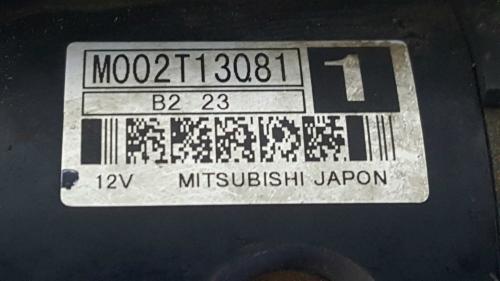 M002T13081
1
B2 23
12V MITSUBISHI JAPON